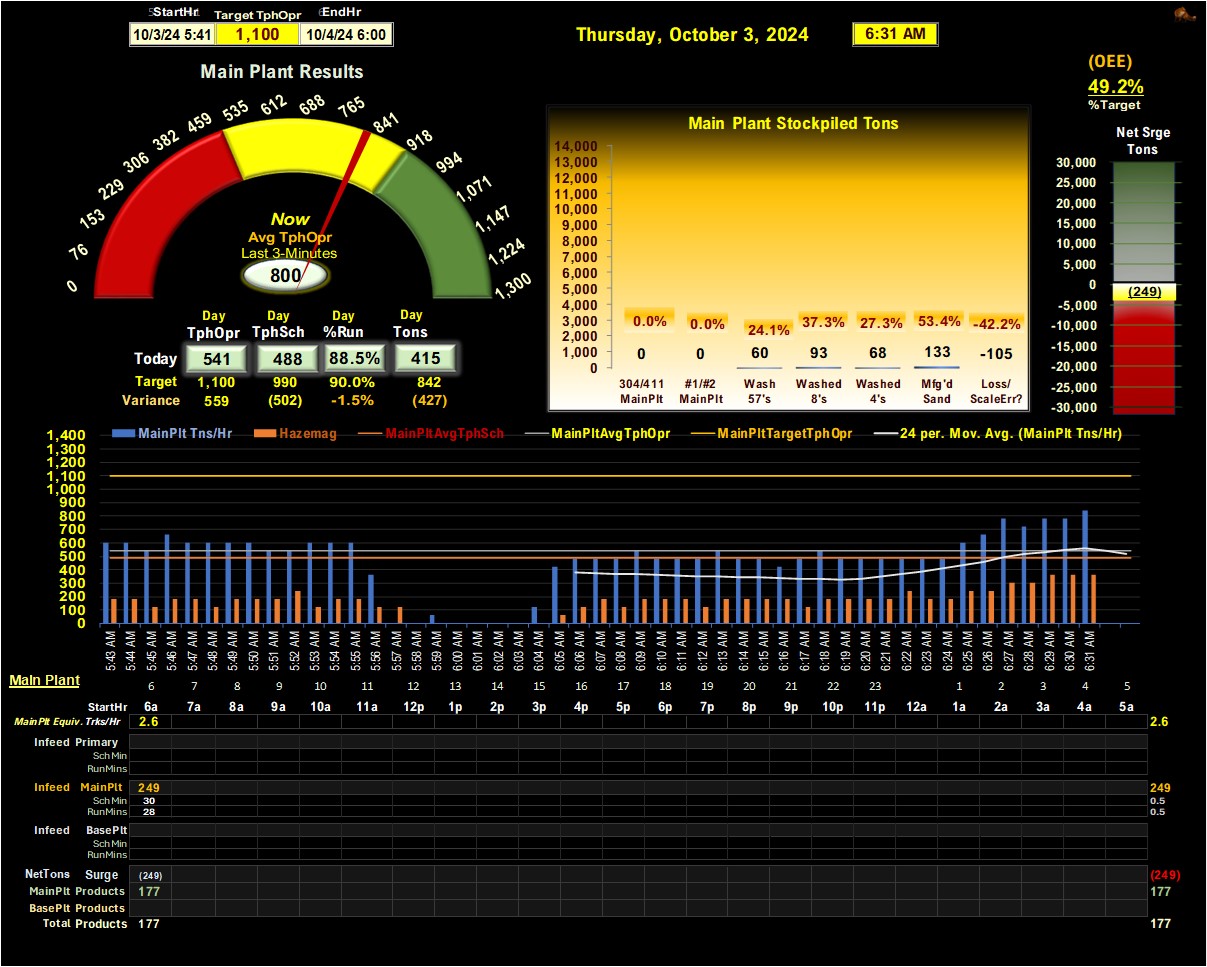 StartHr Target TphOpr EndHr
10/3/24 5:41 1,100 10/4/24 6:00
Thursday, October 3, 2024 6:31 AM
(OEE)
49.2%
%Target
Main Plant Results
0 76 153 229 306 382 459 535 612 688 765 841 918 994 1,071 1,147 1,224 1,300
Now
Avg TphOpr
Last 3-Minutes
800
Day Day Day Day
TphOpr TphSch %Run Tons
Today 541 488 88.5% 415
Target 1,100 990 90.0% 842
Variance 559 (502) -1.5% (427)
Main Plant Stockpiled Tons
14,000
13,000
12,000
11,000
10,000
9,000
8,000
7,000
6,000
5,000
4,000
3,000
2,000
1,000
0
0.0% 0.0% 24.1% 37.3% 27.3% 53.4% -42.2%
0 0 60 93 68 133 -105
304/411 #1/#2 Wash Washed Washed Mfg'd Loss/
MainPlt MainPlt 57's 8's 4's Sand ScaleErr?
Net Srge
Tons
30,000
25,000
20,000
15,000
10,000
5,000
0
(249)
-5,000
-10,000
-15,000
-20,000
-25,000
-30,000
MainPlt Tns/Hr Hazemag MainPltAvgTphSch MainPltAvgTphOpr MainPltTargetTphOpr 24 per. Mov. Avg. (MainPlt Tns/Hr)
1,400
1,300
1,200
1,100
1,000
900
800
700
600
500
400
300
200
100
0
5:43 AM 5:44 AM 5:45 AM 5:46 AM 5:47 AM 5:48 AM 5:49 AM 5:50 AM 5:51 AM 5:52 AM 5:53 AM 5:54 AM 5:55 AM 5:56 AM 5:57 AM 5:58 AM 5:59 AM 6:00 AM 6:01 AM 6:02 AM 6:03 AM 6:04 AM 6:05 AM 6:06 AM 6:07 AM 6:08 AM 6:09 AM 6:10 AM 6:11 AM 6:12 AM 6:13 AM 6:14 AM 6:15 AM 6:16 AM 6:17 AM 6:18 AM 6:19 AM 6:20 AM 6:21 AM 6:22 AM 6:23 AM 6:24 AM 6:25 AM 6:26 AM 6:27 AM 6:28 AM 6:29 AM 6:30 AM 6:31 AM
Main Plant
6 7 8 9 10 11 12 13 14 15 16 17 18 19 20 21 22 23 1 2 3 4 5
StartHr 6a 7a 8a 9a 10a 11a 12p 1p 2p 3p 4p 5p 6p 7p 8p 9p 10p 11p 12a 1a 2a 3a 4a 5a
MainPlt Equiv. Trks/Hr 2.6 2.6
Infeed Primary
SchMin
RunMins
Infeed MainPlt 249 249
SchMin 30 0.5
RunMins 28 0.5
Infeed BasePlt
SchMin
RunMins
NetTons Surge (249) (249)
MainPlt Products 177 177
BasePlt Products
Total Products 177 177